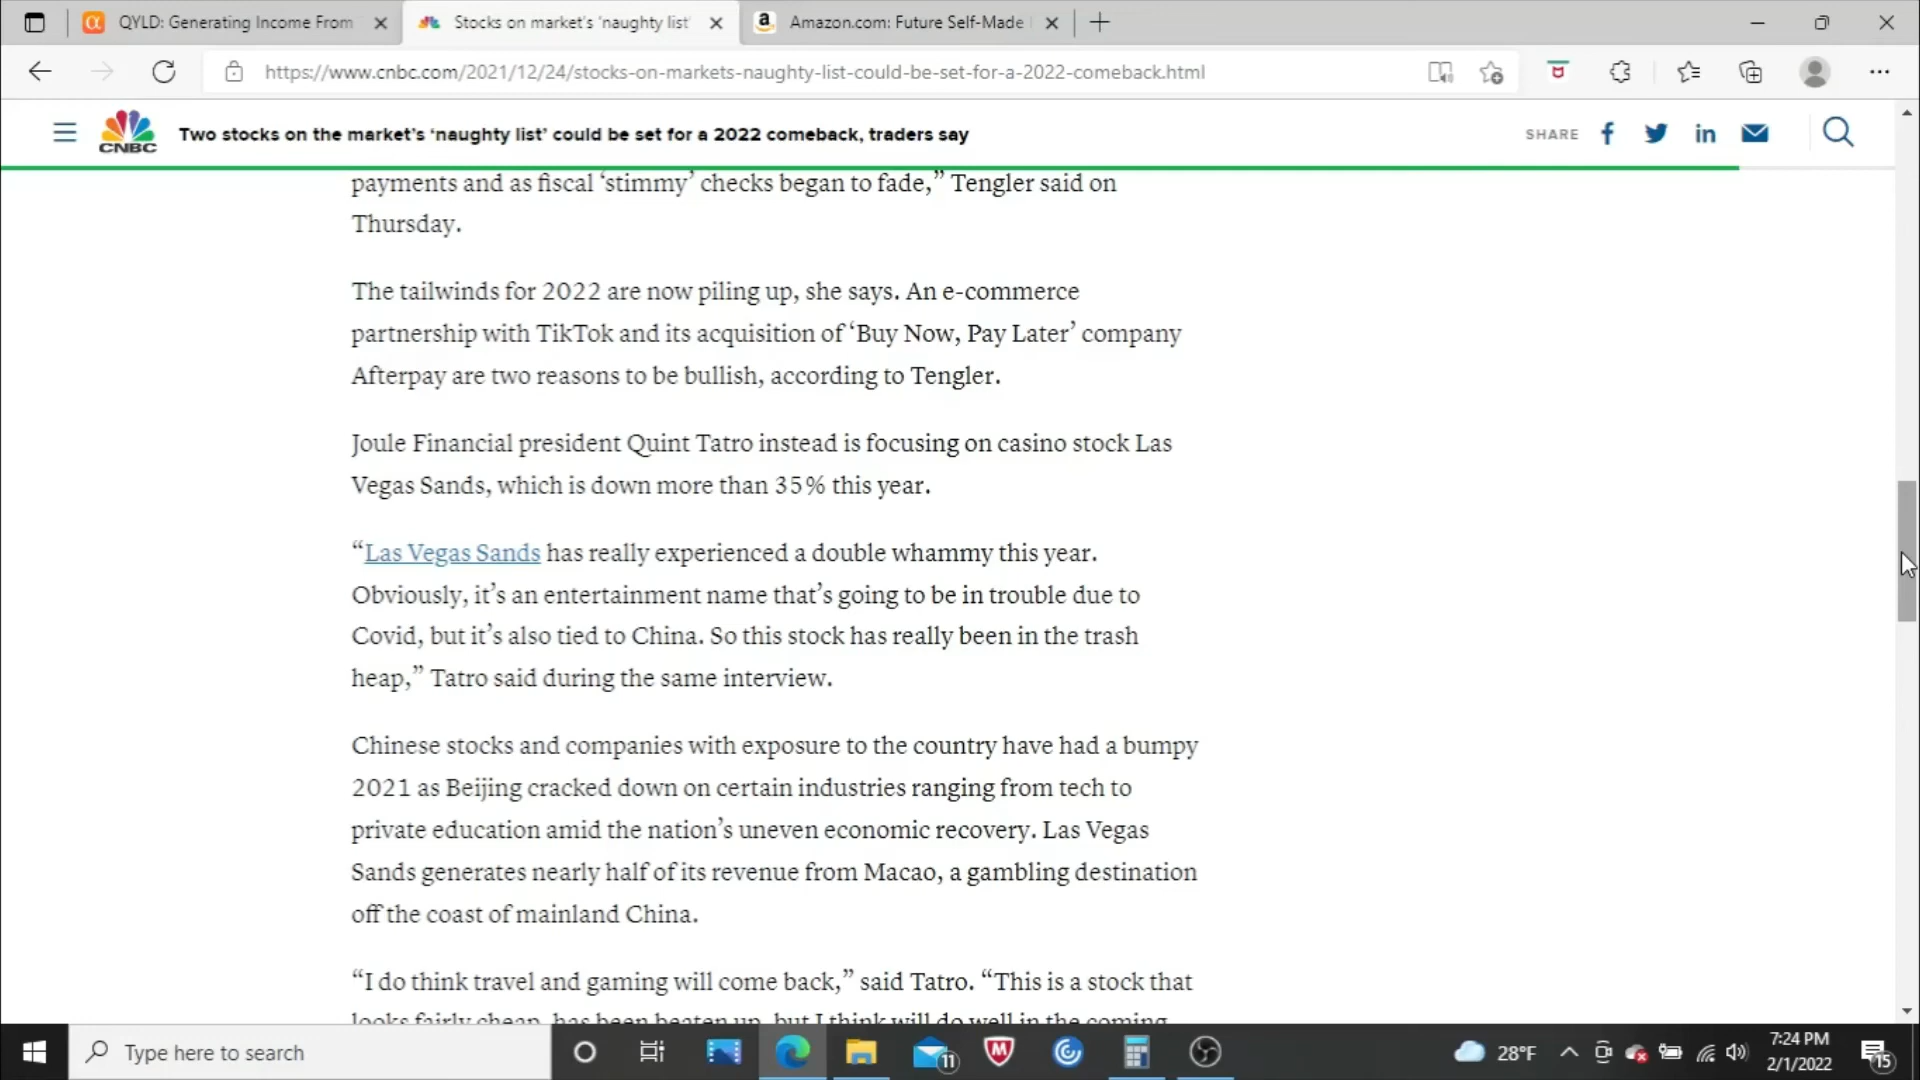 QYLD: Generating Income From
Stocks on market's 'naughty list'
a
Amazon.com: Future Self-Made
https://www.cnbc.com/2021/12/24/stocks-on-markets-naughty-list-could-be-set-for-a-2022-comeback.html
CNBC
Two stocks on the market's ‘naughty list’ could be set for a 2022 comeback, traders say
SHARE
payments and as fiscal ‘stimmy’ checks began to fade,” Tengler said on
Thursday.
The tailwinds for 2022 are now piling up, she says. An e-commerce
partnership with TikTok and its acquisition of ‘Buy Now, Pay Later’ company
Afterpay are two reasons to be bullish, according to Tengler.
Joule Financial president Quint Tatro instead is focusing on casino stock Las
Vegas Sands, which is down more than 35% this year.
“Las Vegas Sands has really experienced a double whammy this year.
Obviously, it’s an entertainment name that’s going to be in trouble due to
Covid, but it’s also tied to China. So this stock has really been in the trash
heap,” Tatro said during the same interview.
Chinese stocks and companies with exposure to the country have had a bumpy
2021 as Beijing cracked down on certain industries ranging from tech to
private education amid the nation’s uneven economic recovery. Las Vegas
Sands generates nearly half of its revenue from Macao, a gambling destination
off the coast of mainland China.
“I do think travel and gaming will come back,” said Tatro. “This is a stock that
looks fairly cheap, has been beaten up, but I think will do well in the coming
Type here to search
11
28°F
7:24 PM
2/1/2022
15